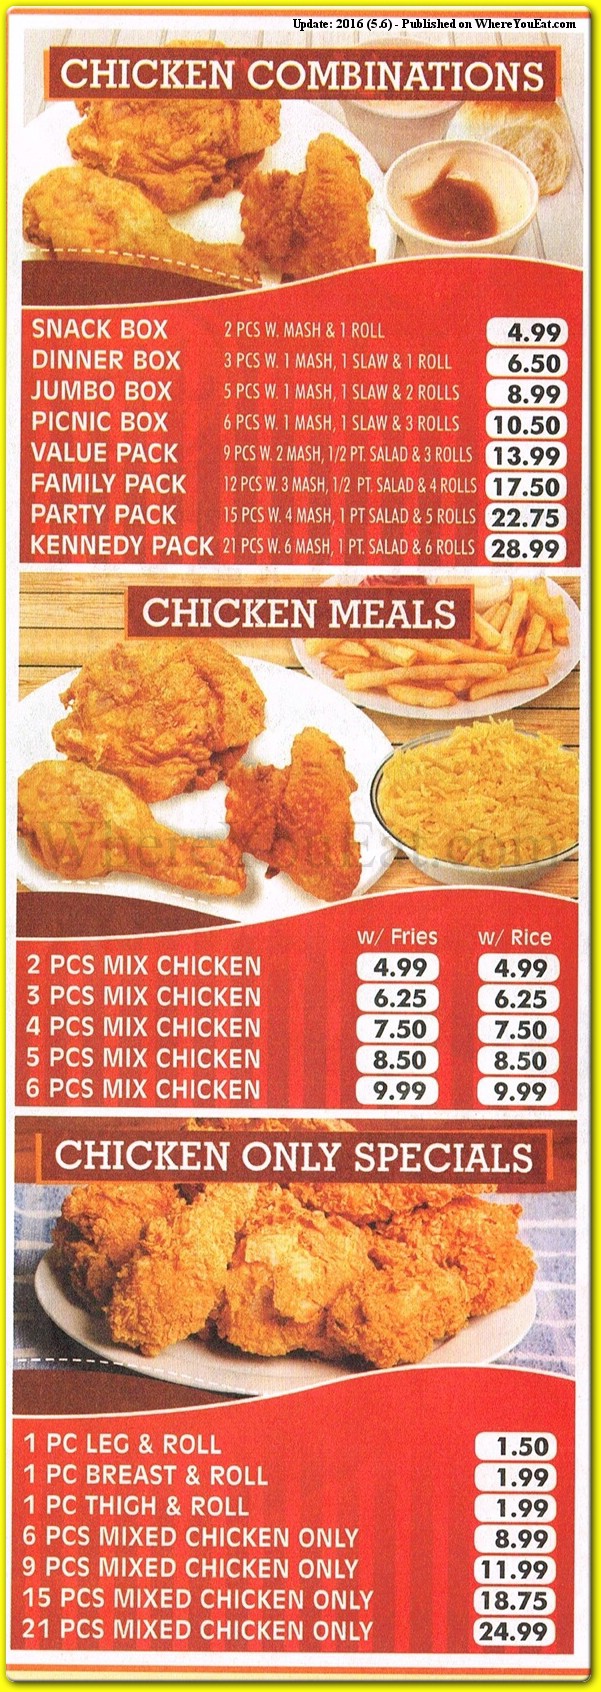 Update: 2016 (5.6) - Published on WhereYouEat.com
CHICKEN COMBINATIONS
SNACK BOX 2 PCS W. MASH & 1 ROLL 4.99
DINNER BOX 3 PCS W. 1 MASH, 1 SLAW & 1 ROLL 6.50
JUMBO BOX 5 PCS W. 1 MASH, 1 SLAW & 2 ROLLS 8.99
PICNIC BOX 6 PCS W. 1 MASH, 1 SLAW & 3 ROLLS 10.50
VALUE PACK 9 PCS W. 2 MASH, 1/2 PT. SALAD & 3 ROLLS 13.99
FAMILY PACK 12 PCS W. 3 MASH, 1/2 PT. SALAD & 4 ROLLS 17.50
PARTY PACK 15 PCS W. 4 MASH, 1 PT SALAD & 5 ROLLS 22.75
KENNEDY PACK 21 PCS W. 6 MASH, 1 PT. SALAD & 6 ROLLS 28.99
CHICKEN MEALS
WhereYouEat.com
w/ Fries w/ Rice
2 PCS MIX CHICKEN 4.99 4.99
3 PCS MIX CHICKEN 6.25 6.25
4 PCS MIX CHICKEN 7.50 7.50
5 PCS MIX CHICKEN 8.50 8.50
6 PCS MIX CHICKEN 9.99 9.99
CHICKEN ONLY SPECIALS
1 PC LEG & ROLL 1.50
1 PC BREAST & ROLL 1.99
1 PC THIGH & ROLL 1.99
6 PCS MIXED CHICKEN ONLY 8.99
9 PCS MIXED CHICKEN ONLY 11.99
15 PCS MIXED CHICKEN ONLY 18.75
21 PCS MIXED CHICKEN ONLY 24.99